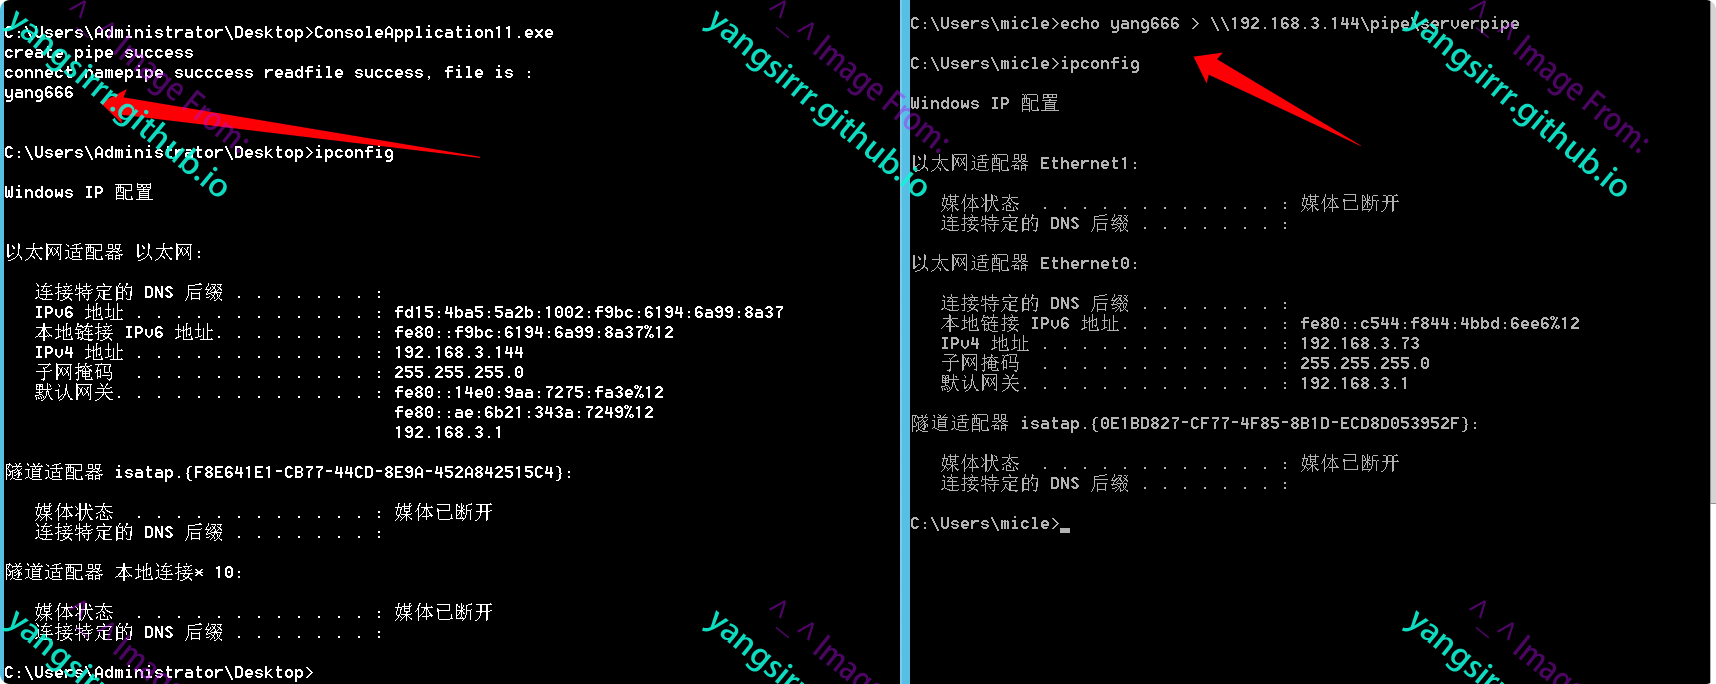 C:\Users\Administrator\Desktop>ConsoleApplication11.exe
create pipe success
connect namepipe succcess readfile success, file is :
yang666
C:\Users\Administrator\Desktop>ipconfig
Windows IP 配置
以太网适配器 以太网:
连接特定的 DNS 后缀 . . . . . . . :
IPv6 地址 . . . . . . . . . . . . : fd15:4ba5:5a2b:1002:f9bc:6194:6a99:8a37
本地链接 IPv6 地址. . . . . . . . : fe80::f9bc:6194:6a99:8a37%12
IPv4 地址 . . . . . . . . . . . . : 192.168.3.144
子网掩码 . . . . . . . . . . . . : 255.255.255.0
默认网关. . . . . . . . . . . . . : fe80::14e0:9aa:7275:fa3e%12
fe80::ae:6b21:343a:7249%12
192.168.3.1
隧道适配器 isatap.{F8E641E1-CB77-44CD-8E9A-452A842515C4}:
媒体状态 . . . . . . . . . . . . : 媒体已断开
连接特定的 DNS 后缀 . . . . . . . :
隧道适配器 本地连接* 10:
媒体状态 . . . . . . . . . . . . : 媒体已断开
连接特定的 DNS 后缀 . . . . . . . :
C:\Users\Administrator\Desktop>
C:\Users\micle>echo yang666 > \\192.168.3.144\pipe\serverpipe
C:\Users\micle>ipconfig
Windows IP 配置
以太网适配器 Ethernet1:
媒体状态 . . . . . . . . . . . . : 媒体已断开
连接特定的 DNS 后缀 . . . . . . . :
以太网适配器 Ethernet0:
连接特定的 DNS 后缀 . . . . . . . :
本地链接 IPv6 地址. . . . . . . . : fe80::c544:f844:4bbd:6ee6%12
IPv4 地址 . . . . . . . . . . . . : 192.168.3.73
子网掩码 . . . . . . . . . . . . : 255.255.255.0
默认网关. . . . . . . . . . . . . : 192.168.3.1
隧道适配器 isatap.{0E1BD827-CF77-4F85-8B1D-ECD8D053952F}:
媒体状态 . . . . . . . . . . . . : 媒体已断开
连接特定的 DNS 后缀 . . . . . . . :
C:\Users\micle>
^_^ Image From:
yangsirrr.github.io
^_^ Image From:
yangsirrr.github.io
^_^ Image From:
yangsirrr.github.io
^_^ Image
yangsirrr
^_^ Image
yangsirrr
^_^ Image
yangsirrr